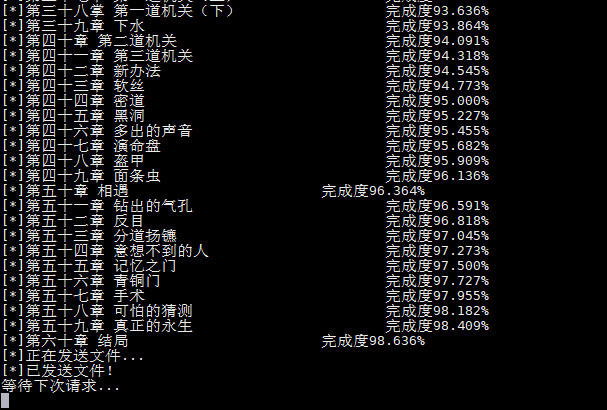 [*]第三十八掌 第一道机关（下） 完成度93.636%
[*]第三十九章 下水 完成度93.864%
[*]第四十章 第二道机关 完成度94.091%
[*]第四十一章 第三道机关 完成度94.318%
[*]第四十二章 新办法 完成度94.545%
[*]第四十三章 软丝 完成度94.773%
[*]第四十四章 密道 完成度95.000%
[*]第四十五章 黑洞 完成度95.227%
[*]第四十六章 多出的声音 完成度95.455%
[*]第四十七章 演命盘 完成度95.682%
[*]第四十八章 盔甲 完成度95.909%
[*]第四十九章 面条虫 完成度96.136%
[*]第五十章 相遇 完成度96.364%
[*]第五十一章 钻出的气孔 完成度96.591%
[*]第五十二章 反目 完成度96.818%
[*]第五十三章 分道扬镳 完成度97.045%
[*]第五十四章 意想不到的人 完成度97.273%
[*]第五十五章 记忆之门 完成度97.500%
[*]第五十六章 青铜门 完成度97.727%
[*]第五十七章 手术 完成度97.955%
[*]第五十八章 可怕的猜测 完成度98.182%
[*]第五十九章 真正的永生 完成度98.409%
[*]第六十章 结局 完成度98.636%
[*]正在发送文件...
[*]已发送文件!
等待下次请求...